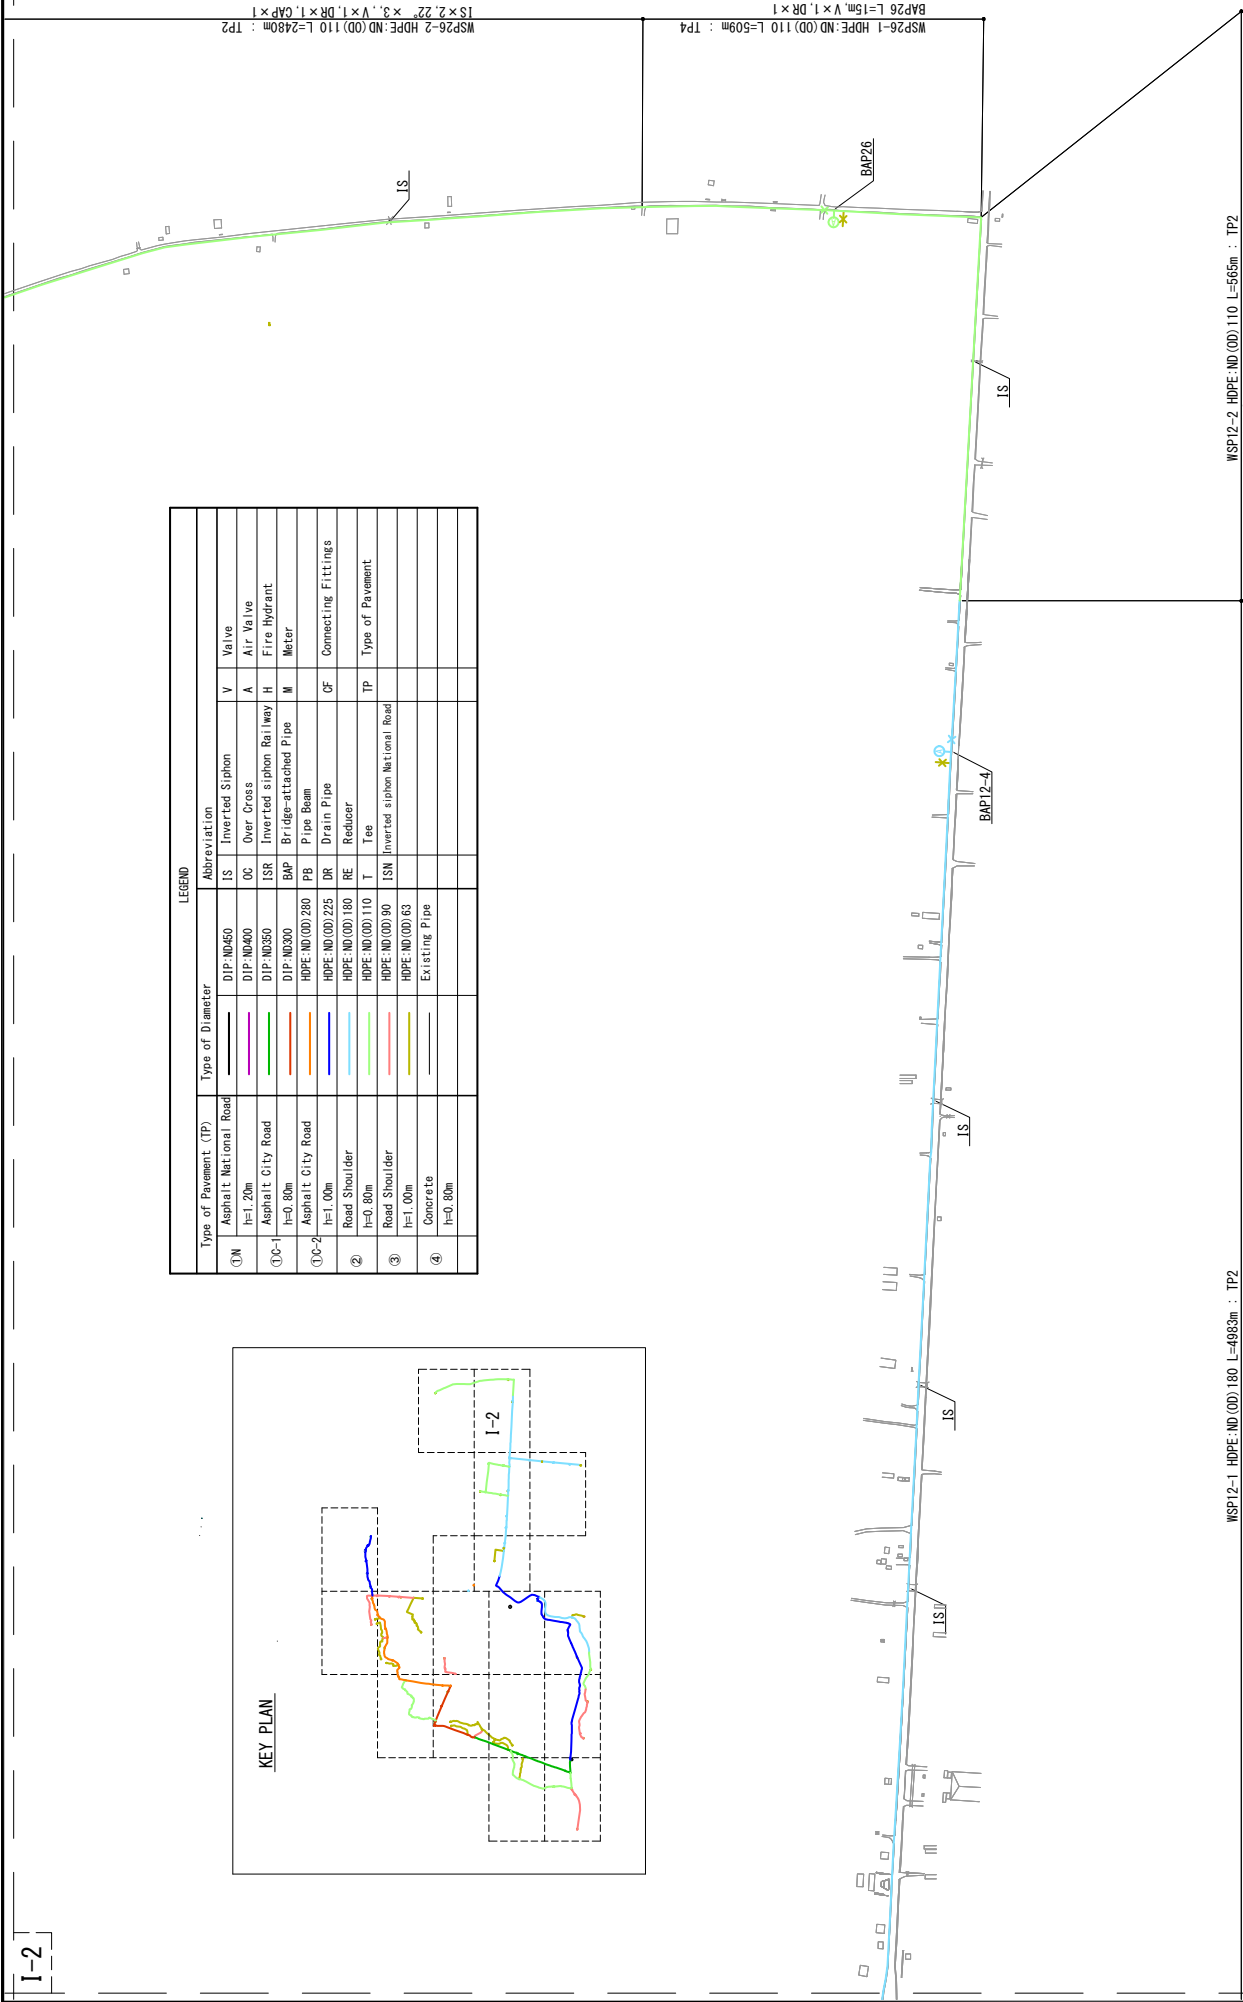 I-2
WSP26-2 HDPE:ND(OD)110 L=2480m : TP2
IS×2,22° ×3,,V×1,DR×1,CAP×1
WSP26-1 HDPE:ND(OD)110 L=509m : TP4
BAP26 L=15m,V×1,DR×1
IS
BAP26
IS
BAP12-4
IS
IS
IS
WSP12-1 HDPE:ND(OD)180 L=4983m : TP2
WSP12-2 HDPE:ND(OD)110 L=565m : TP2
KEY PLAN
I-2
LEGEND
Type of Pavement (TP) Type of Diameter Abbreviation
①N Asphalt National Road DIP:ND450 IS Inverted Siphon V Valve
h=1.20m DIP:ND400 OC Over Cross A Air Valve
①C-1 Asphalt City Road DIP:ND350 ISR Inverted siphon Railway H Fire Hydrant
h=0.80m DIP:ND300 BAP Bridge-attached Pipe M Meter
①C-2 Asphalt City Road HDPE:ND(OD)280 PB Pipe Beam
h=1.00m HDPE:ND(OD)225 DR Drain Pipe CF Connecting Fittings
② Road Shoulder HDPE:ND(OD)180 RE Reducer
h=0.80m HDPE:ND(OD)110 T Tee TP Type of Pavement
③ Road Shoulder HDPE:ND(OD)90 ISN Inverted siphon National Road
h=1.00m HDPE:ND(OD)63
④ Concrete Existing Pipe
h=0.80m